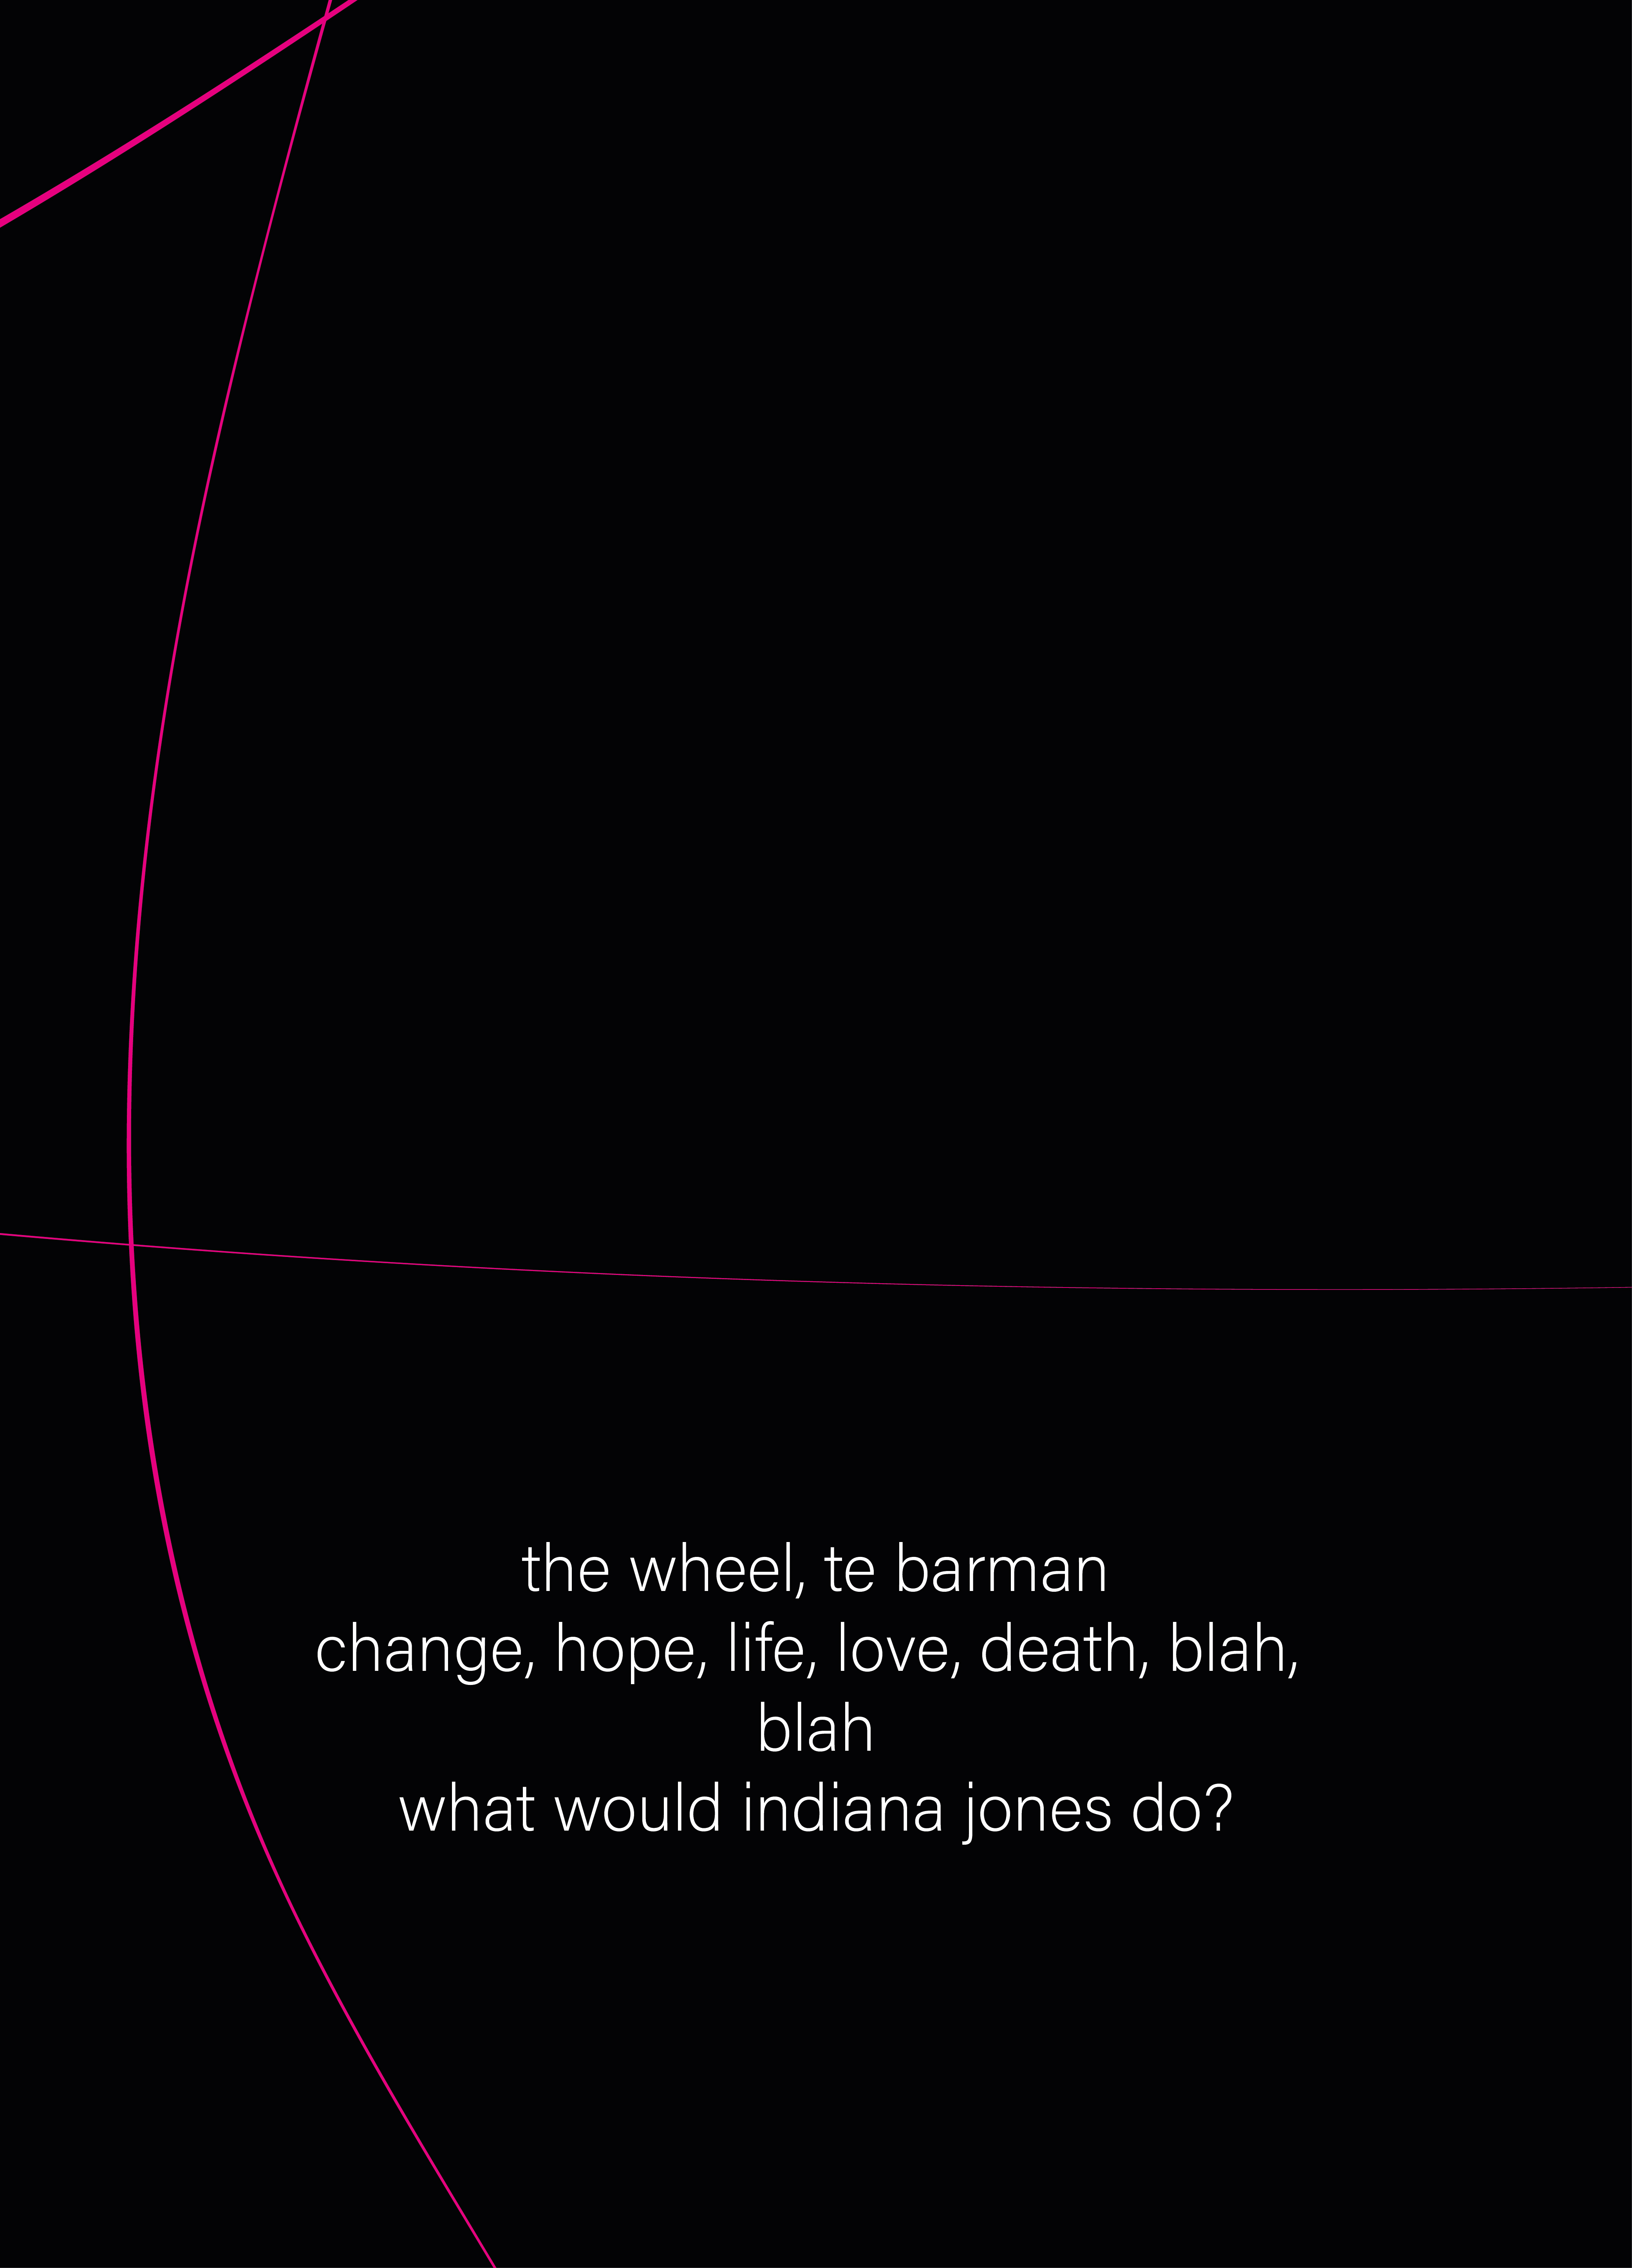 the wheel, te barman
change, hope, life, love, death, blah,
blah
what would indiana jones do?